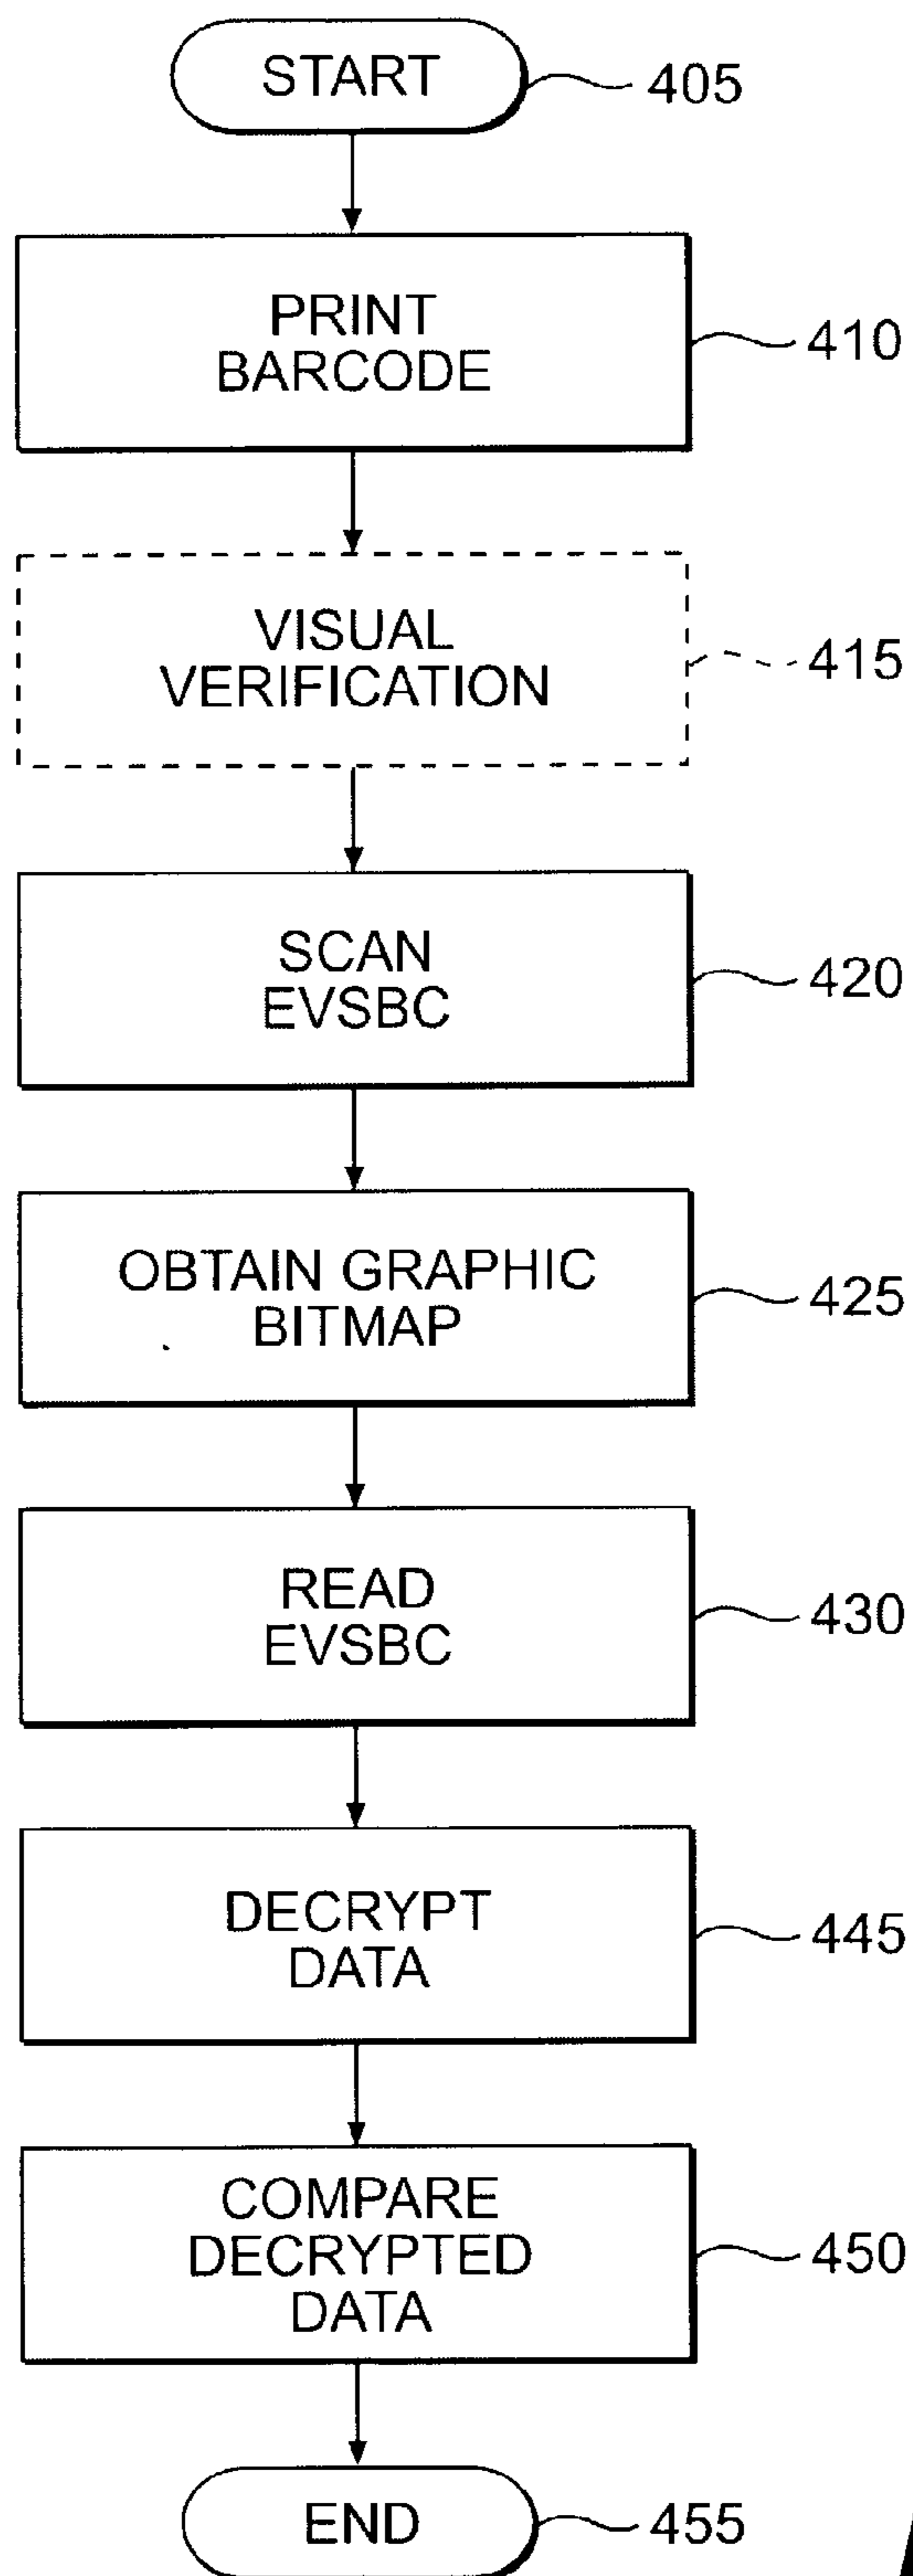 START
405
PRINT
BARCODE
410
VISUAL
VERIFICATION
415
SCAN
EVSBC
420
OBTAIN GRAPHIC
BITMAP
425
READ
EVSBC
430
DECRYPT
DATA
445
COMPARE
DECRYPTED
DATA
450
END
455